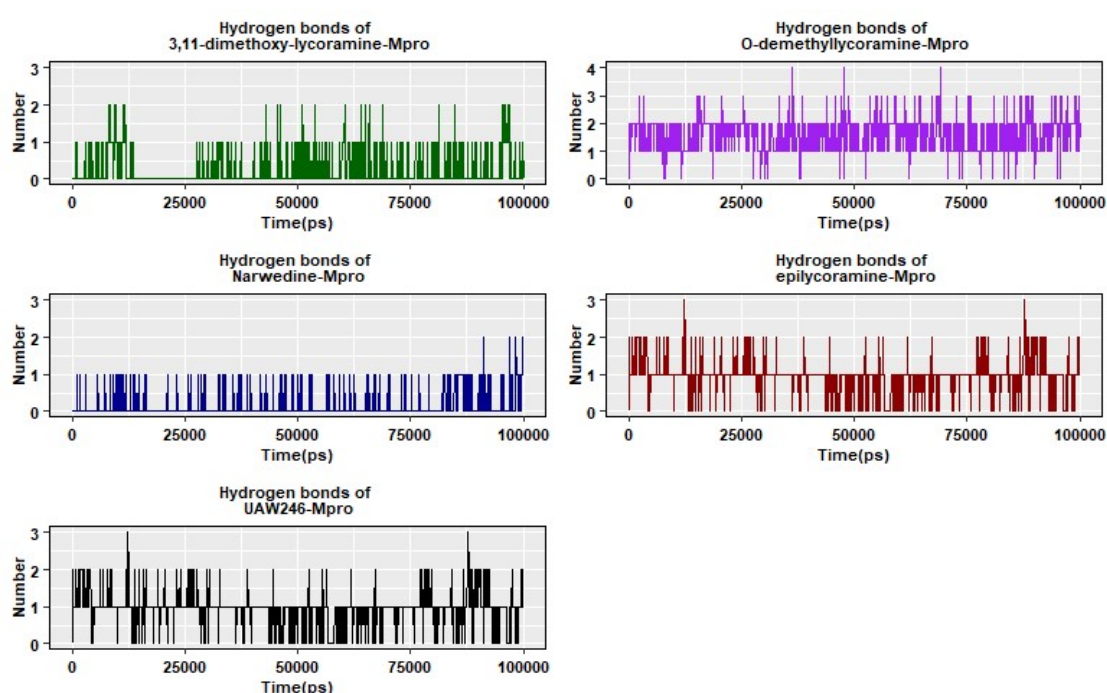 Hydrogen bonds of
3,11-dimethoxy-lycoramine-Mpro
Number
3
2
1
0
0 25000 50000 75000 100000
Time(ps)
Hydrogen bonds of
O-demethyllycoramine-Mpro
Number
4
3
2
1
0
0 25000 50000 75000 100000
Time(ps)
Hydrogen bonds of
Narwedine-Mpro
Number
3
2
1
0
0 25000 50000 75000 100000
Time(ps)
Hydrogen bonds of
epilycoramine-Mpro
Number
3
2
1
0
0 25000 50000 75000 100000
Time(ps)
Hydrogen bonds of
UAW246-Mpro
Number
3
2
1
0
0 25000 50000 75000 100000
Time(ps)